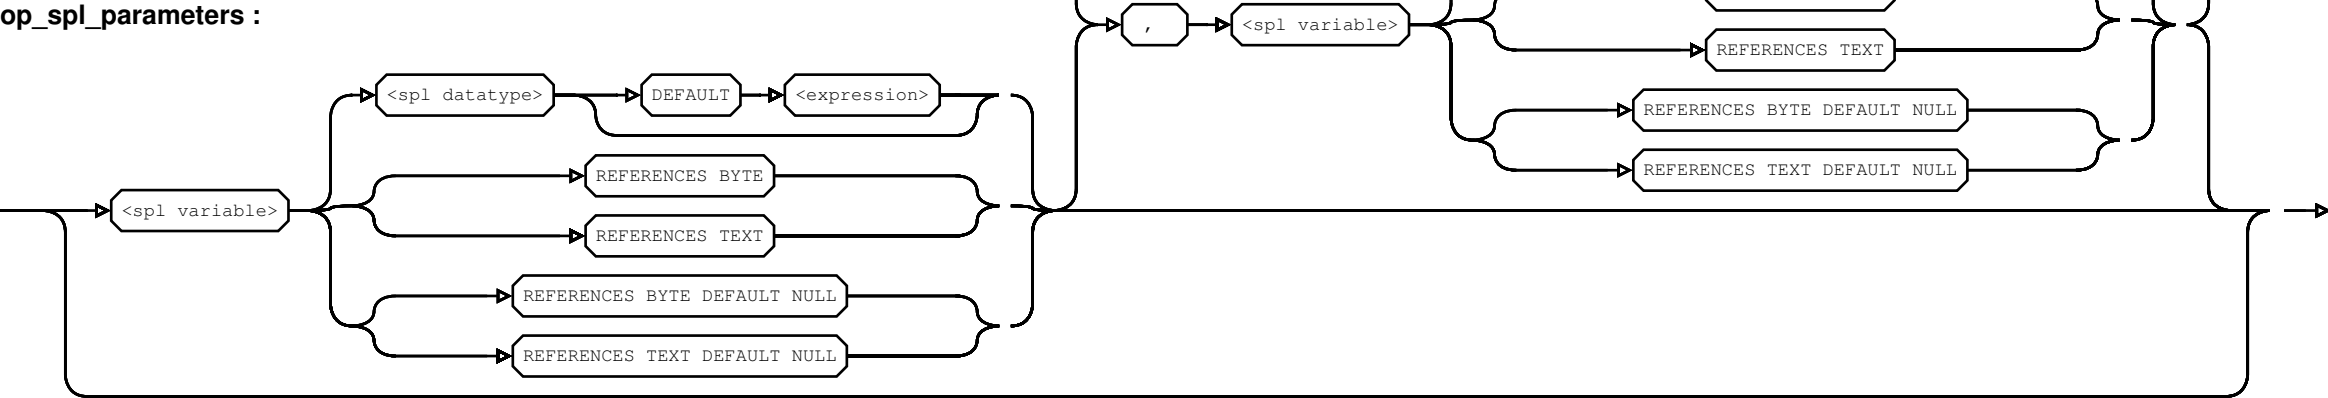 op_spl_parameters :
, <spl variable>
REFERENCES TEXT
<spl datatype> DEFAULT <expression>
REFERENCES BYTE DEFAULT NULL
REFERENCES BYTE
REFERENCES TEXT DEFAULT NULL
<spl variable>
REFERENCES TEXT
REFERENCES BYTE DEFAULT NULL
REFERENCES TEXT DEFAULT NULL